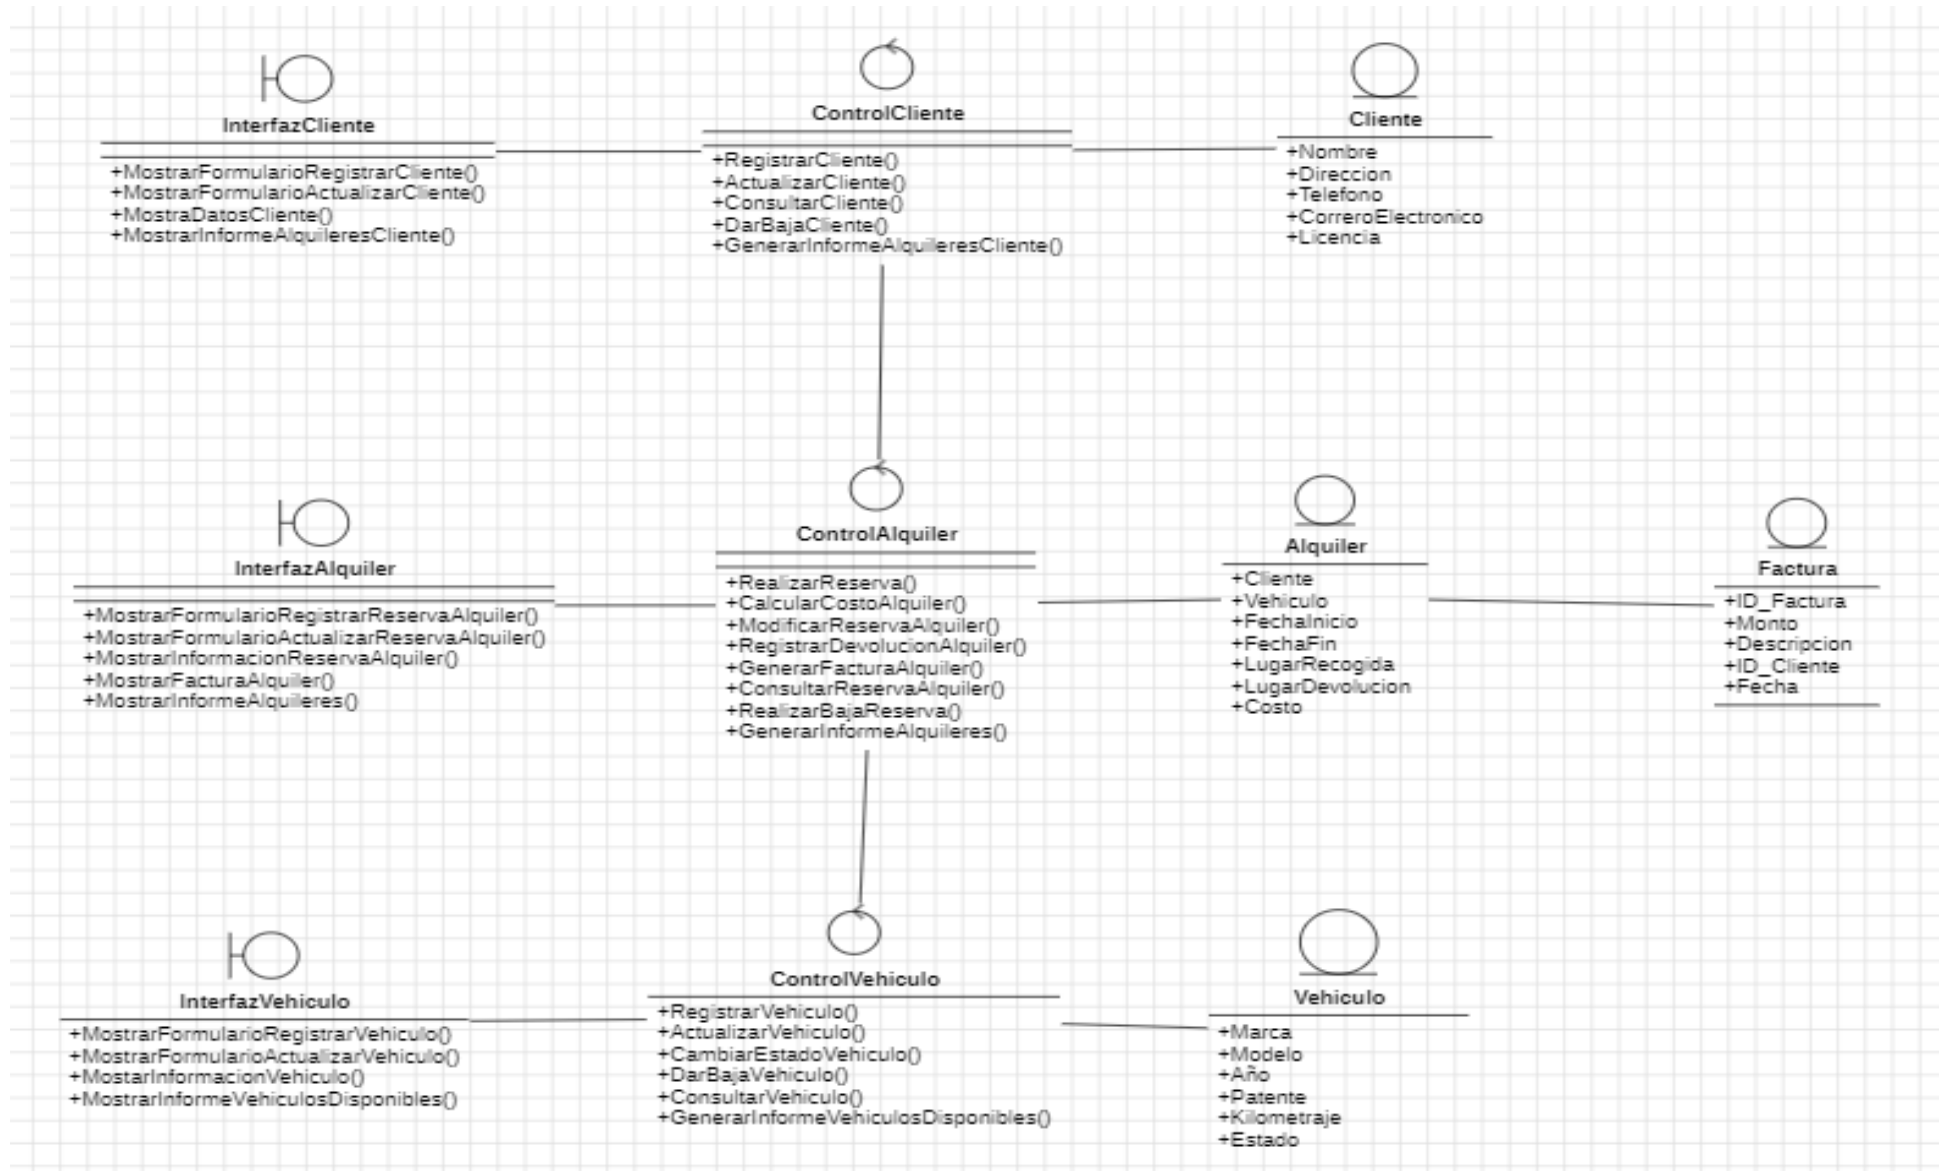 InterfazCliente
+MostrarFormularioRegistrarCliente()
+MostrarFormularioActualizarCliente()
+MostraDatosCliente()
+MostrarInformeAlquileresCliente()
ControlCliente
+RegistrarCliente()
+ActualizarCliente()
+ConsultarCliente()
+DarBajaCliente()
+GenerarInformeAlquileresCliente()
Cliente
+Nombre
+Direccion
+Telefono
+CorreroElectronico
+Licencia
InterfazAlquiler
+MostrarFormularioRegistrarReservaAlquiler()
+MostrarFormularioActualizarReservaAlquiler()
+MostrarInformacionReservaAlquiler()
+MostrarFacturaAlquiler()
+MostrarInformeAlquileres()
ControlAlquiler
+RealizarReserva()
+CalcularCostoAlquiler()
+ModificarReservaAlquiler()
+RegistrarDevolucionAlquiler()
+GenerarFacturaAlquiler()
+ConsultarReservaAlquiler()
+RealizarBajaReserva()
+GenerarInformeAlquileres()
Alquiler
+Cliente
+Vehiculo
+FechaInicio
+FechaFin
+LugarRecogida
+LugarDevolucion
+Costo
Factura
+ID_Factura
+Monto
+Descripcion
+ID_Cliente
+Fecha
InterfazVehiculo
+MostrarFormularioRegistrarVehiculo()
+MostrarFormularioActualizarVehiculo()
+MostarInformacionVehiculo()
+MostrarInformeVehiculosDisponibles()
ControlVehiculo
+RegistrarVehiculo()
+ActualizarVehiculo()
+CambiarEstadoVehiculo()
+DarBajaVehiculo()
+ConsultarVehiculo()
+GenerarInformeVehiculosDisponibles()
Vehiculo
+Marca
+Modelo
+Año
+Patente
+Kilometraje
+Estado